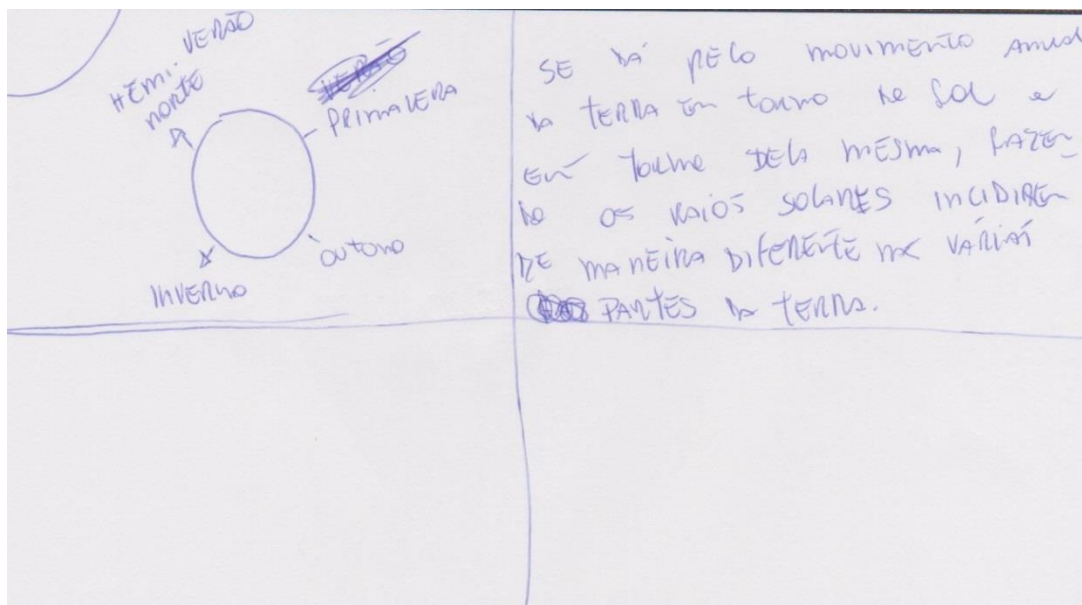 HEMI. VERÃO
NORTE
PRIMAVERA
OUTONO
INVERNO
SE DÁ PELO MOVIMENTO ANUAL
DA TERRA EM TORNO DO SOL E
EM TORNO DELA MESMA, FAZEN-
DO OS RAIOS SOLARES INCIDIREM
DE MANEIRA DIFERENTE NAS VÁRIAS
PARTES DA TERRA.